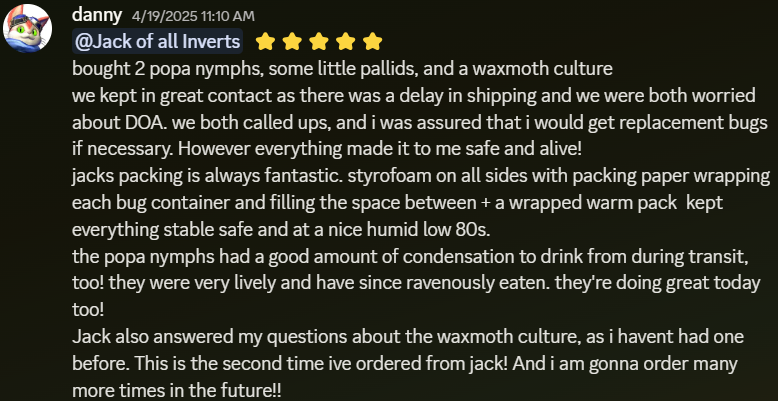 danny 4/19/2025 11:10 AM
@Jack of all Inverts ⭐⭐⭐⭐⭐
bought 2 popa nymphs, some little pallids, and a waxmoth culture
we kept in great contact as there was a delay in shipping and we were both worried
about DOA. we both called ups, and i was assured that i would get replacement bugs
if necessary. However everything made it to me safe and alive!
jacks packing is always fantastic. styrofoam on all sides with packing paper wrapping
each bug container and filling the space between + a wrapped warm pack  kept
everything stable safe and at a nice humid low 80s.
the popa nymphs had a good amount of condensation to drink from during transit,
too! they were very lively and have since ravenously eaten. they're doing great today
too!
Jack also answered my questions about the waxmoth culture, as i havent had one
before. This is the second time ive ordered from jack! And i am gonna order many
more times in the future!!